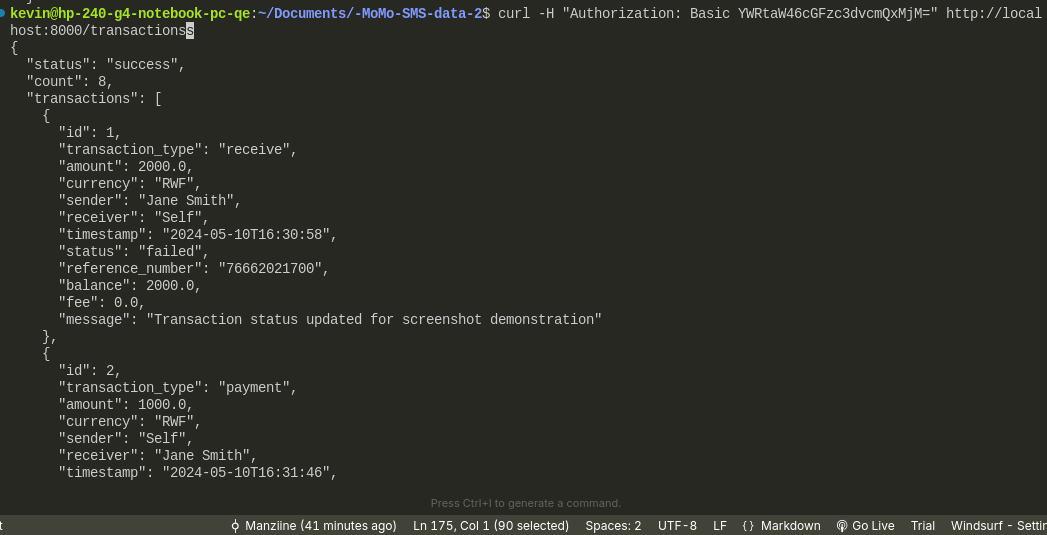 kevin@hp-240-g4-notebook-pc-qe:~/Documents/-MoMo-SMS-data-2$ curl -H "Authorization: Basic YWRtaW46cGFzc3dvcmQxMjM=" http://local
host:8000/transactionss
{
  "status": "success",
  "count": 8,
  "transactions": [
    {
      "id": 1,
      "transaction_type": "receive",
      "amount": 2000.0,
      "currency": "RWF",
      "sender": "Jane Smith",
      "receiver": "Self",
      "timestamp": "2024-05-10T16:30:58",
      "status": "failed",
      "reference_number": "76662021700",
      "balance": 2000.0,
      "fee": 0.0,
      "message": "Transaction status updated for screenshot demonstration"
    },
    {
      "id": 2,
      "transaction_type": "payment",
      "amount": 1000.0,
      "currency": "RWF",
      "sender": "Self",
      "receiver": "Jane Smith",
      "timestamp": "2024-05-10T16:31:46",
Press Ctrl+I to generate a command.
t Manziine (41 minutes ago) Ln 175, Col 1 (90 selected) Spaces: 2 UTF-8 LF {} Markdown Go Live Trial Windsurf - Settin